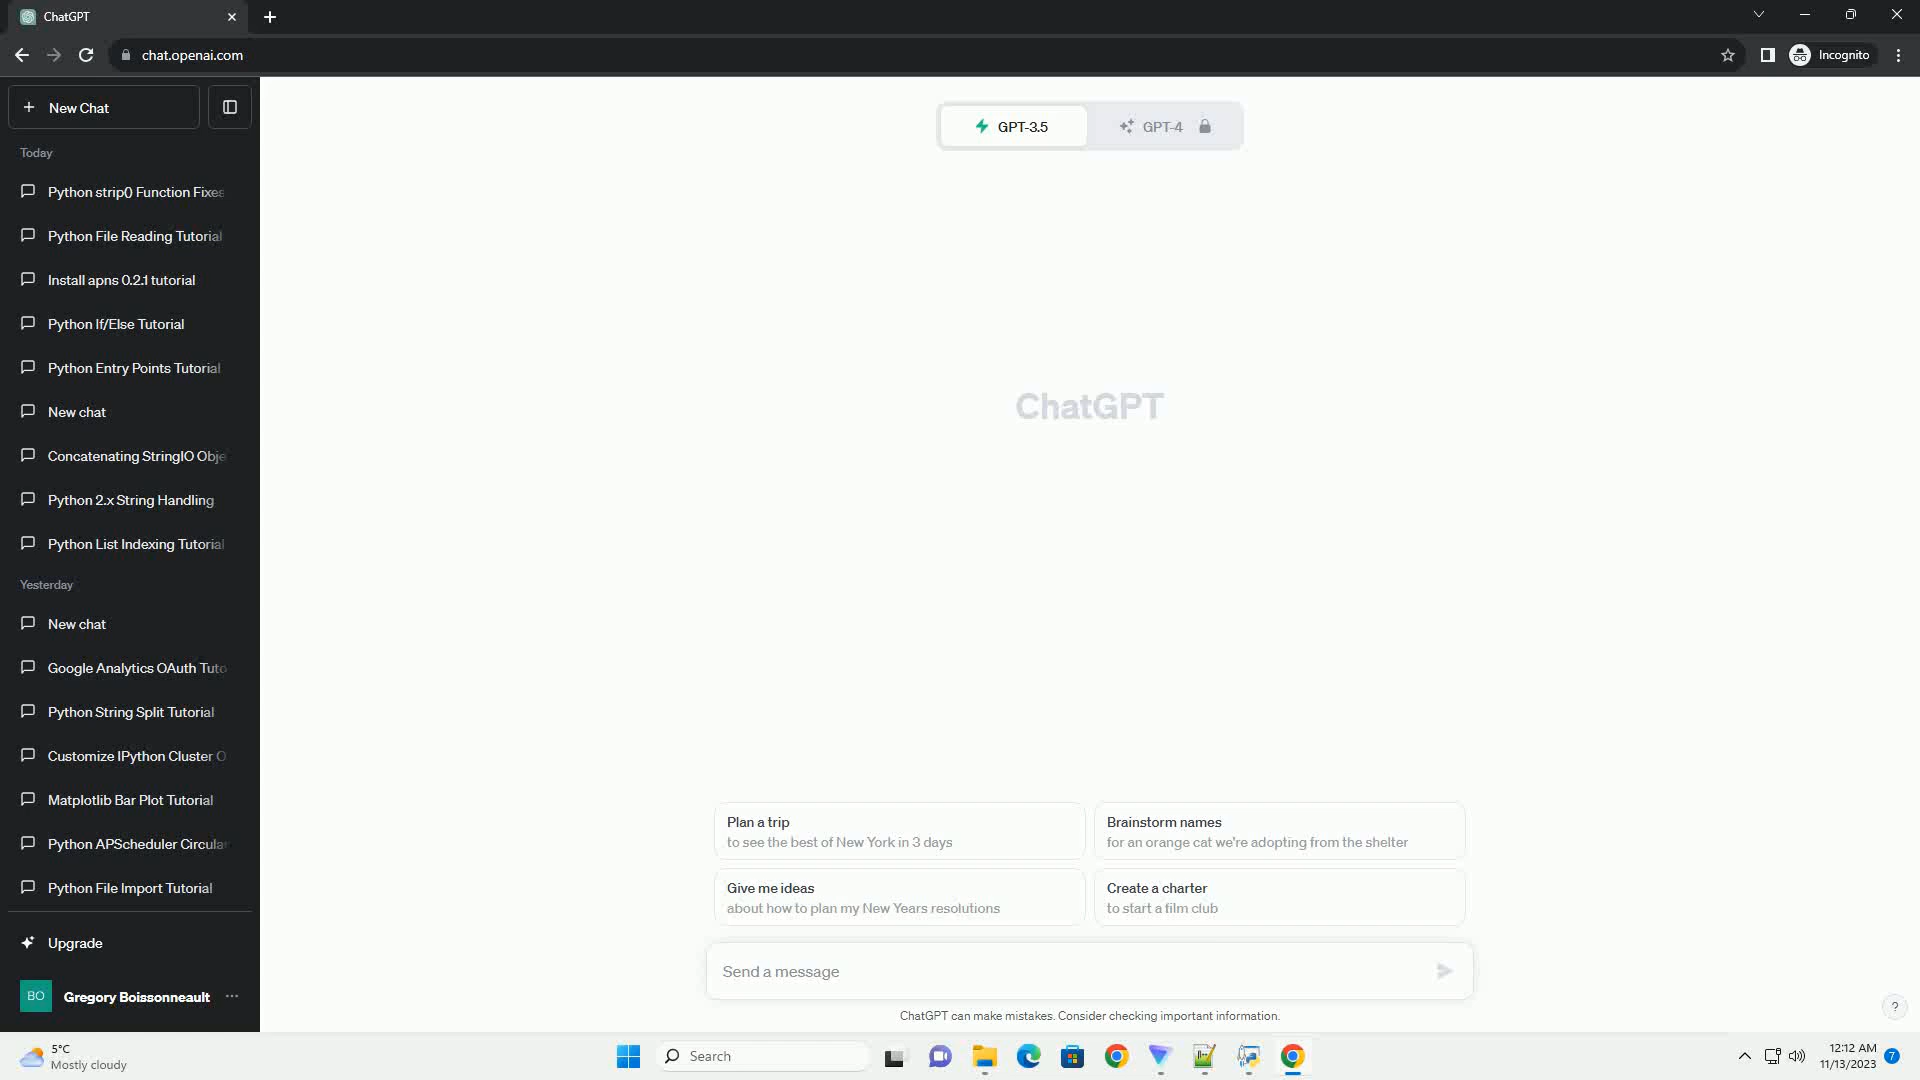 ChatGPT
chat.openai.com
Incognito
New Chat
Today
Python strip() Function Fixes
Python File Reading Tutorial
Install apns 0.2.1 tutorial
Python If/Else Tutorial
Python Entry Points Tutorial
New chat
Concatenating StringIO Obje
Python 2.x String Handling
Python List Indexing Tutorial
Yesterday
New chat
Google Analytics OAuth Tuto
Python String Split Tutorial
Customize IPython Cluster O
Matplotlib Bar Plot Tutorial
Python APScheduler Circular
Python File Import Tutorial
Upgrade
BO Gregory Boissonneault
GPT-3.5
GPT-4
ChatGPT
Plan a trip
to see the best of New York in 3 days
Brainstorm names
for an orange cat we're adopting from the shelter
Give me ideas
about how to plan my New Years resolutions
Create a charter
to start a film club
Send a message
ChatGPT can make mistakes. Consider checking important information.
?
5°C
Mostly cloudy
Search
12:12 AM
11/13/2023
7